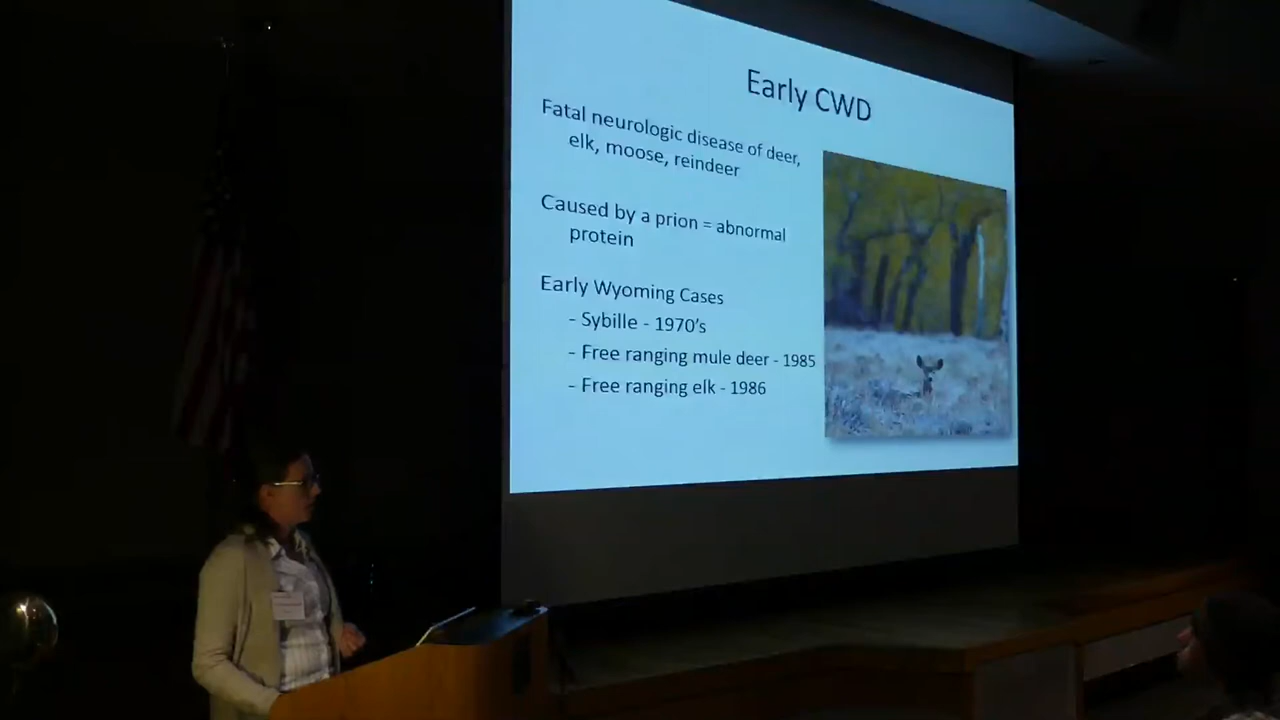 Early CWD
Fatal neurologic disease of deer,
elk, moose, reindeer
Caused by a prion = abnormal
protein
Early Wyoming Cases
- Sybille - 1970's
- Free ranging mule deer - 1985
- Free ranging elk - 1986